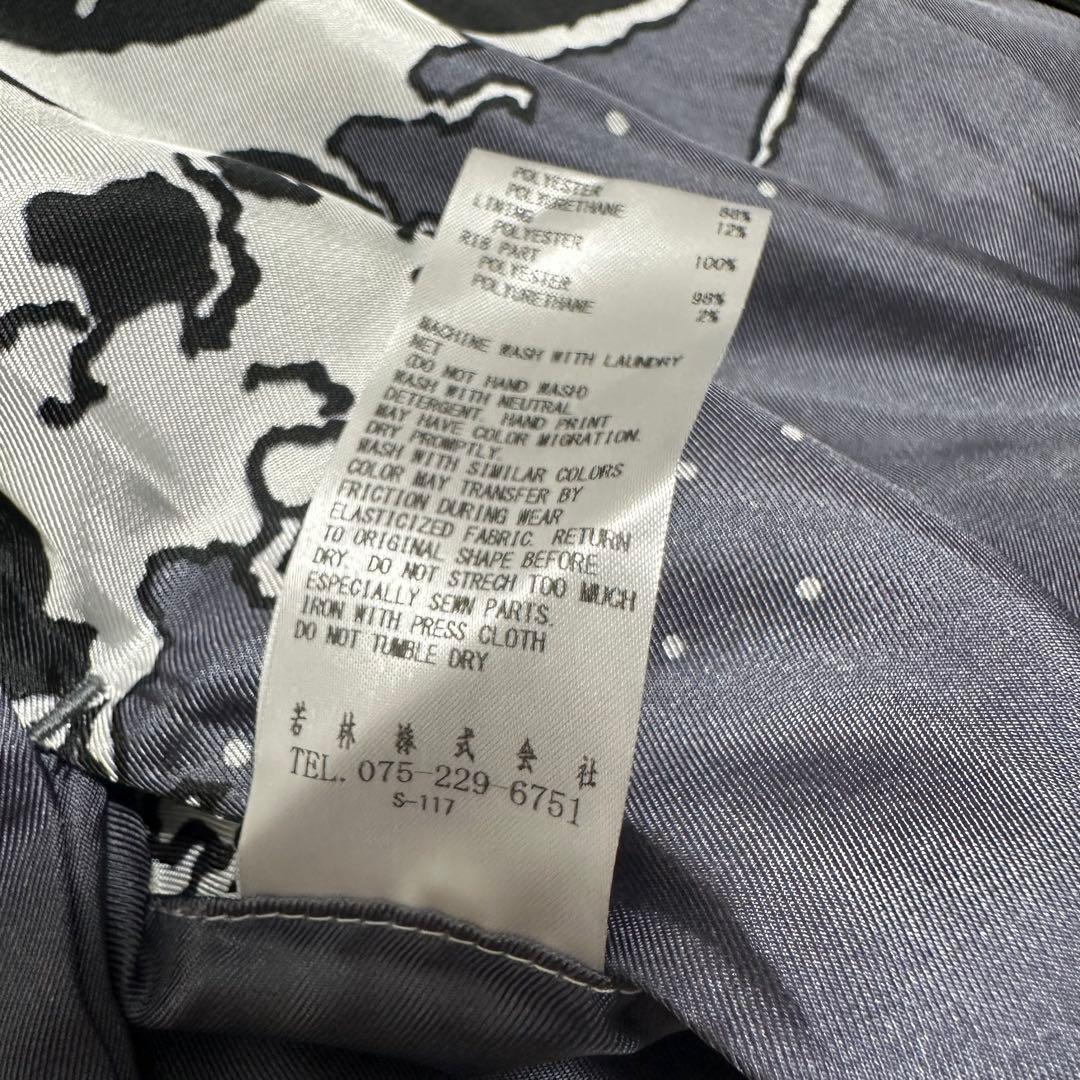 POLYESTER 88%
POLYURETHANE 12%
LINING
POLYESTER 100%
RIB PART
POLYESTER 98%
POLYURETHANE 2%
MACHINE WASH WITH LAUNDRY
NET
(DO NOT HAND WASH)
WASH WITH NEUTRAL
DETERGENT. HAND PRINT
MAY HAVE COLOR MIGRATION.
DRY PROMPTLY.
WASH WITH SIMILAR COLORS
COLOR MAY TRANSFER BY
FRICTION DURING WEAR
ELASTICIZED FABRIC. RETURN
TO ORIGINAL SHAPE BEFORE
DRY. DO NOT STRECH TOO MUCH
ESPECIALLY SEWN PARTS.
IRON WITH PRESS CLOTH
DO NOT TUMBLE DRY
若林株式会社
TEL. 075-229-6751
S-117